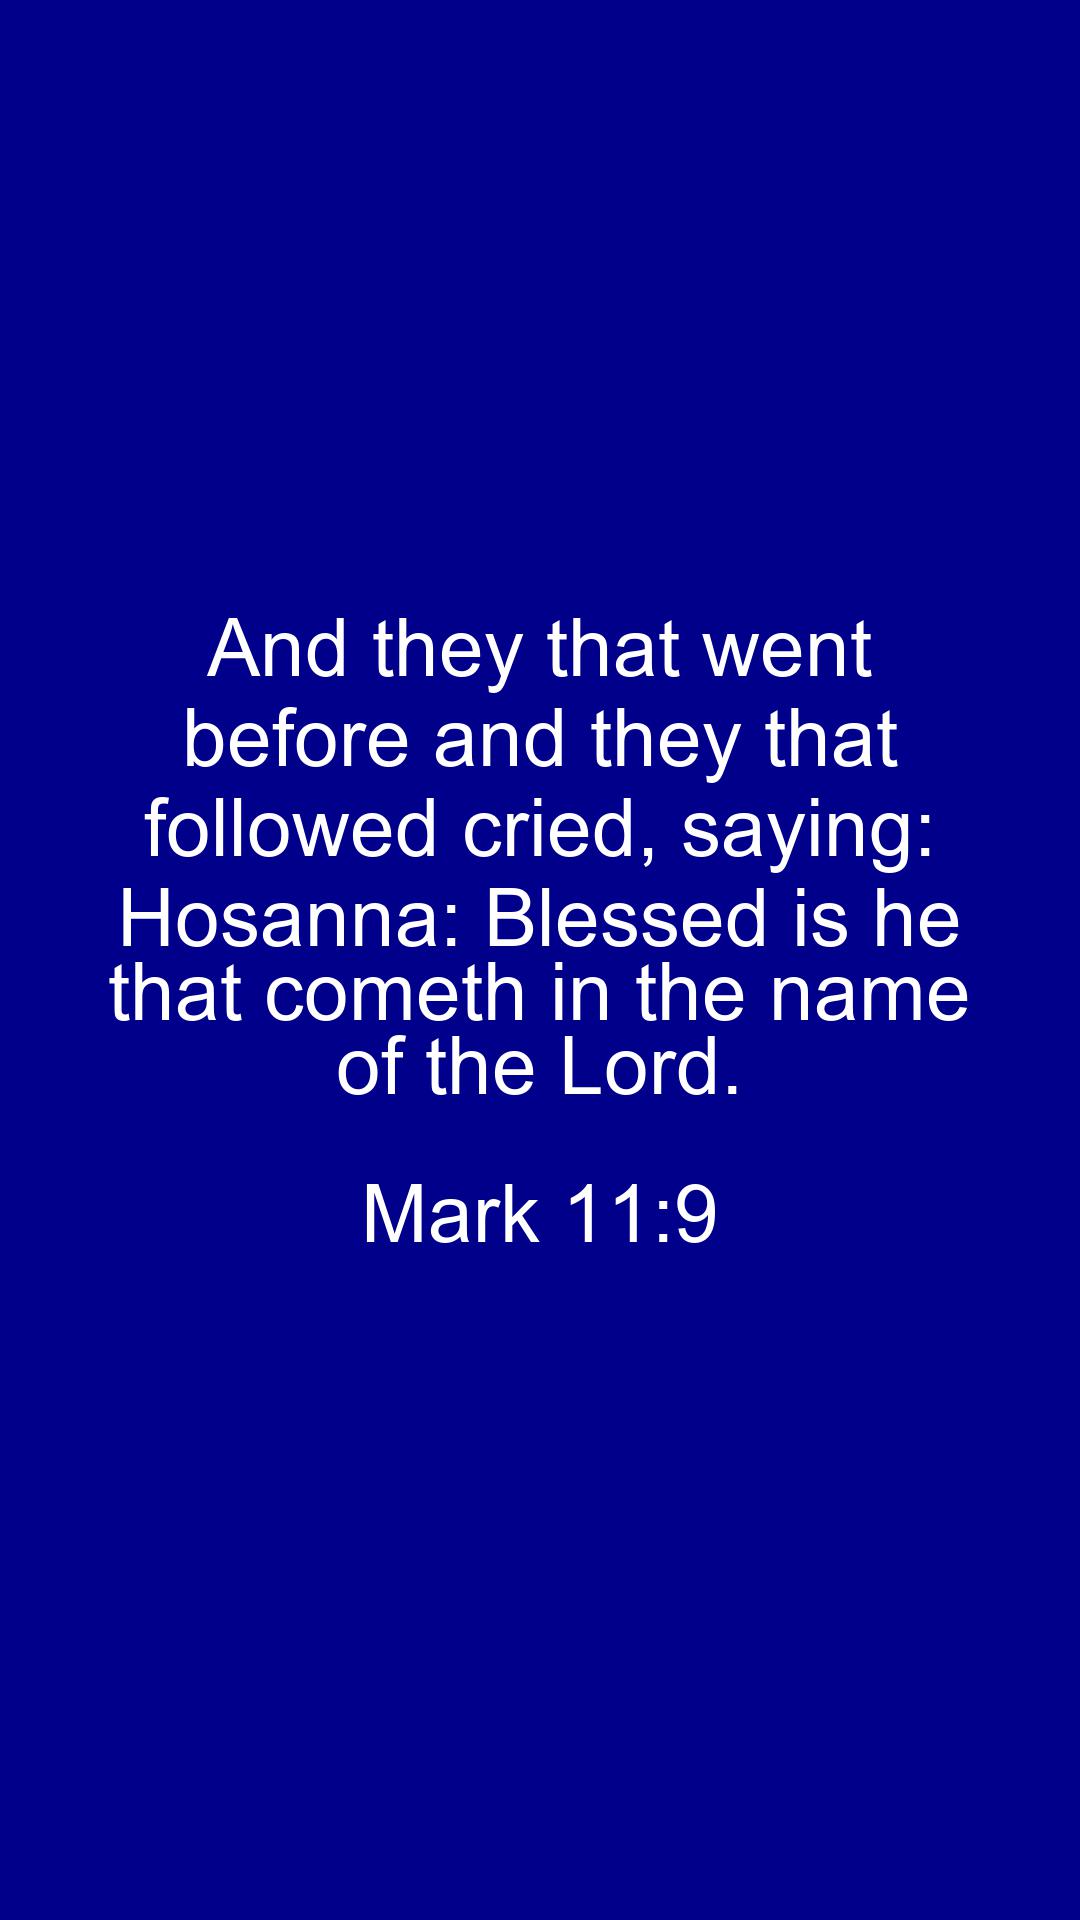 And they that went
before and they that
followed cried, saying:
Hosanna: Blessed is he
that cometh in the name
of the Lord.
Mark 11:9